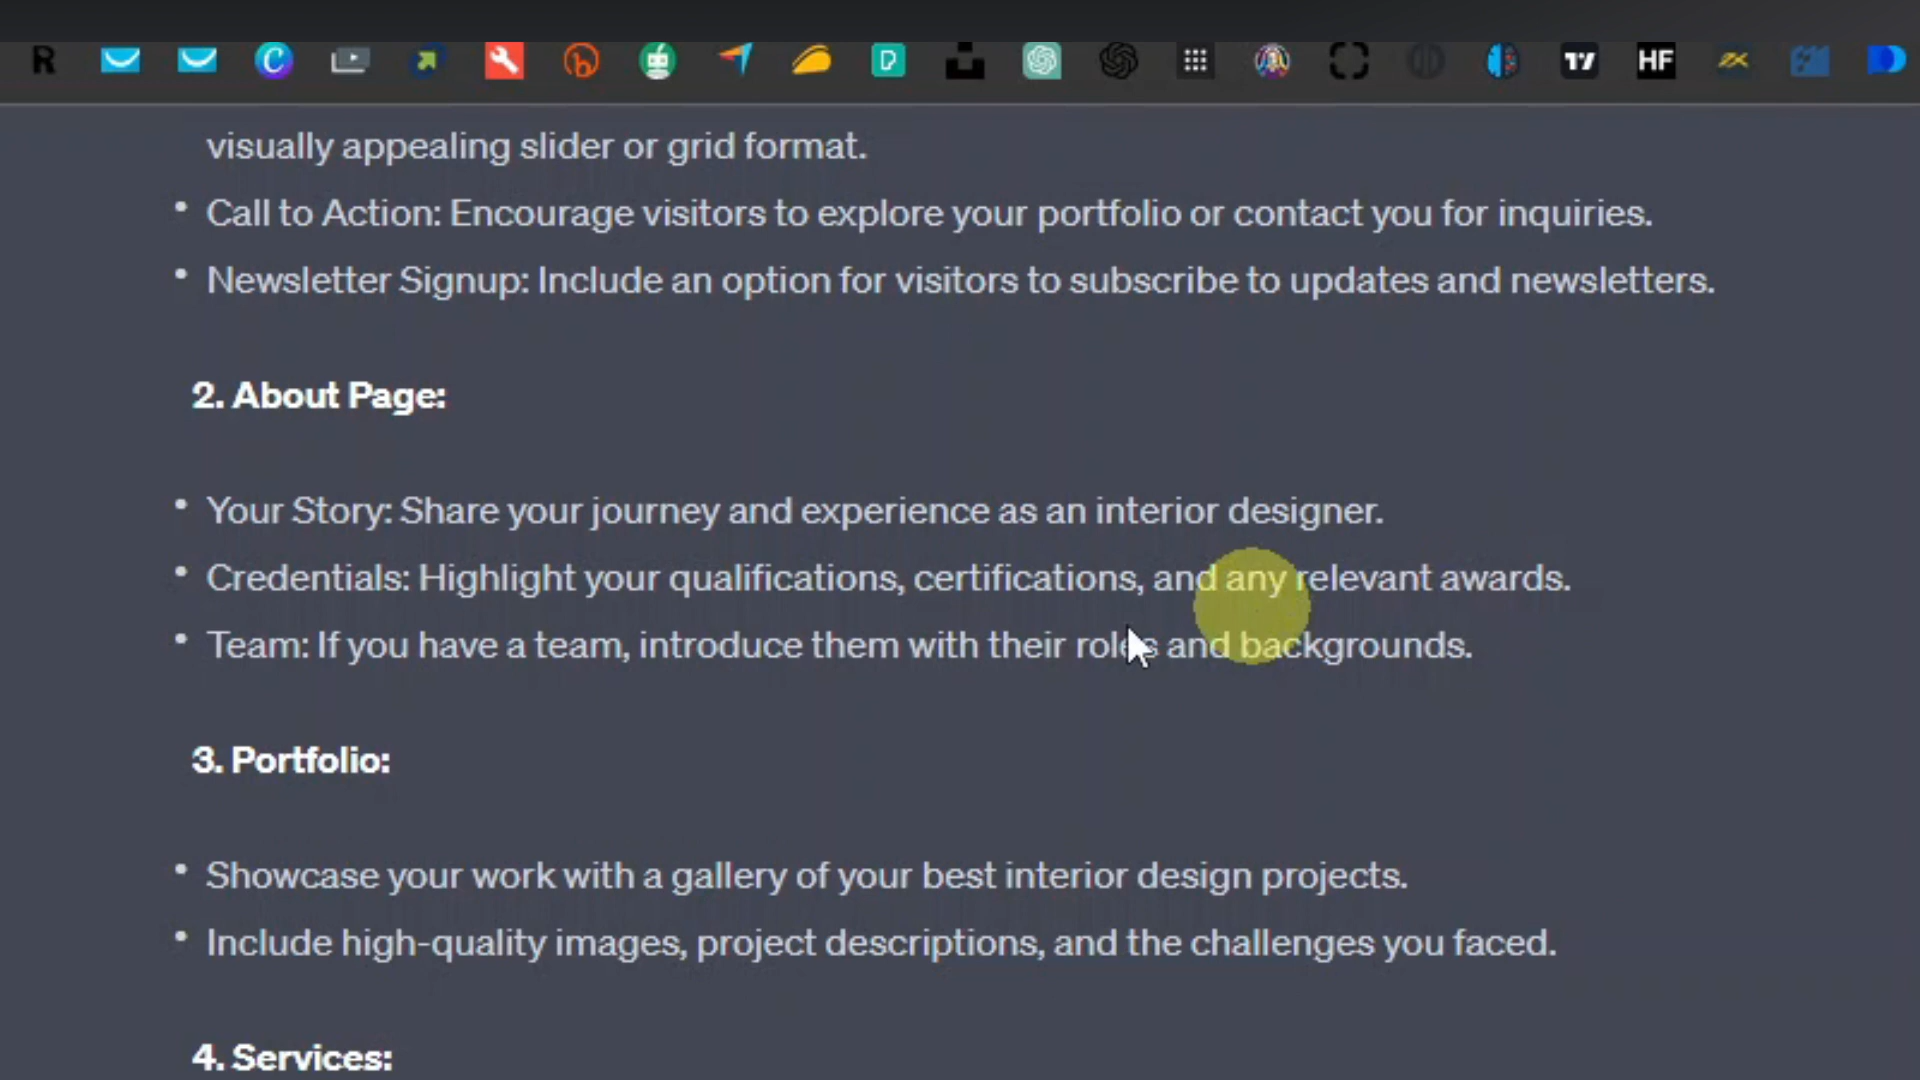 R
HF
visually appealing slider or grid format.
• Call to Action: Encourage visitors to explore your portfolio or contact you for inquiries.
• Newsletter Signup: Include an option for visitors to subscribe to updates and newsletters.
2. About Page:
• Your Story: Share your journey and experience as an interior designer.
• Credentials: Highlight your qualifications, certifications, and any relevant awards.
• Team: If you have a team, introduce them with their roles and backgrounds.
3. Portfolio:
• Showcase your work with a gallery of your best interior design projects.
• Include high-quality images, project descriptions, and the challenges you faced.
4. Services: